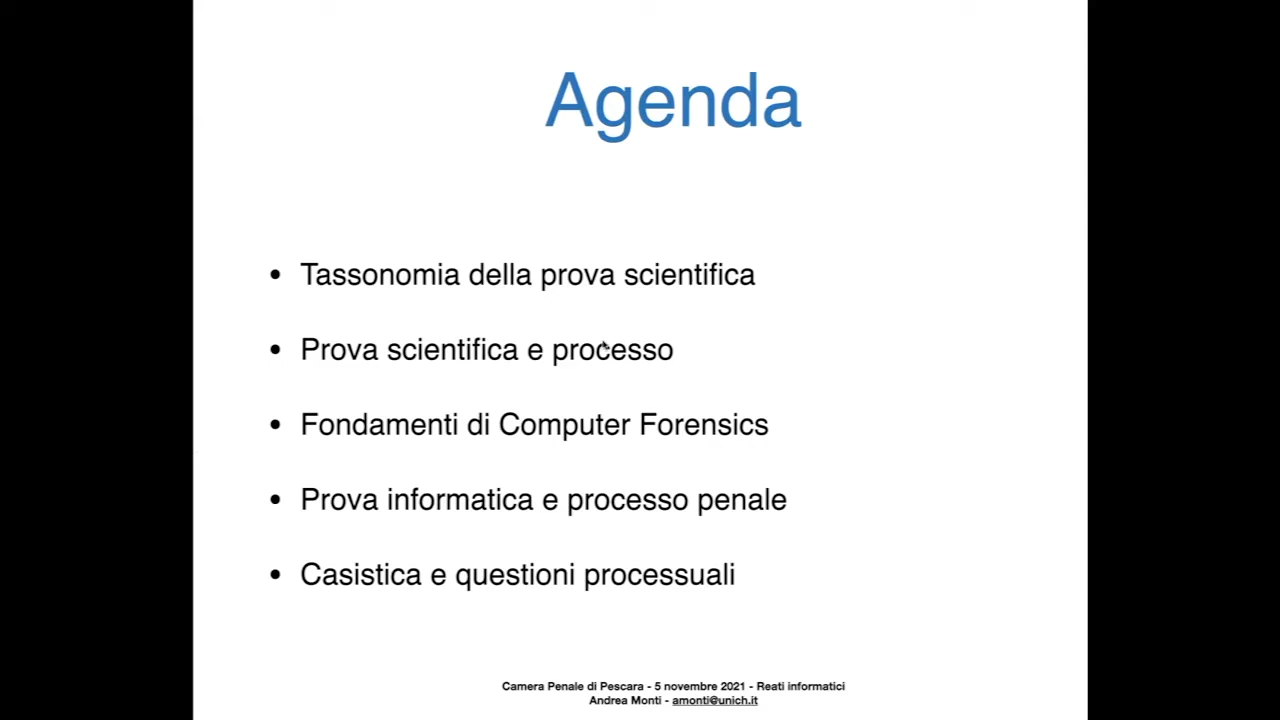 Agenda
• Tassonomia della prova scientifica
• Prova scientifica e processo
• Fondamenti di Computer Forensics
• Prova informatica e processo penale
• Casistica e questioni processuali
Camera Penale di Pescara - 5 novembre 2021 - Reati informatici
Andrea Monti - amonti@unich.it